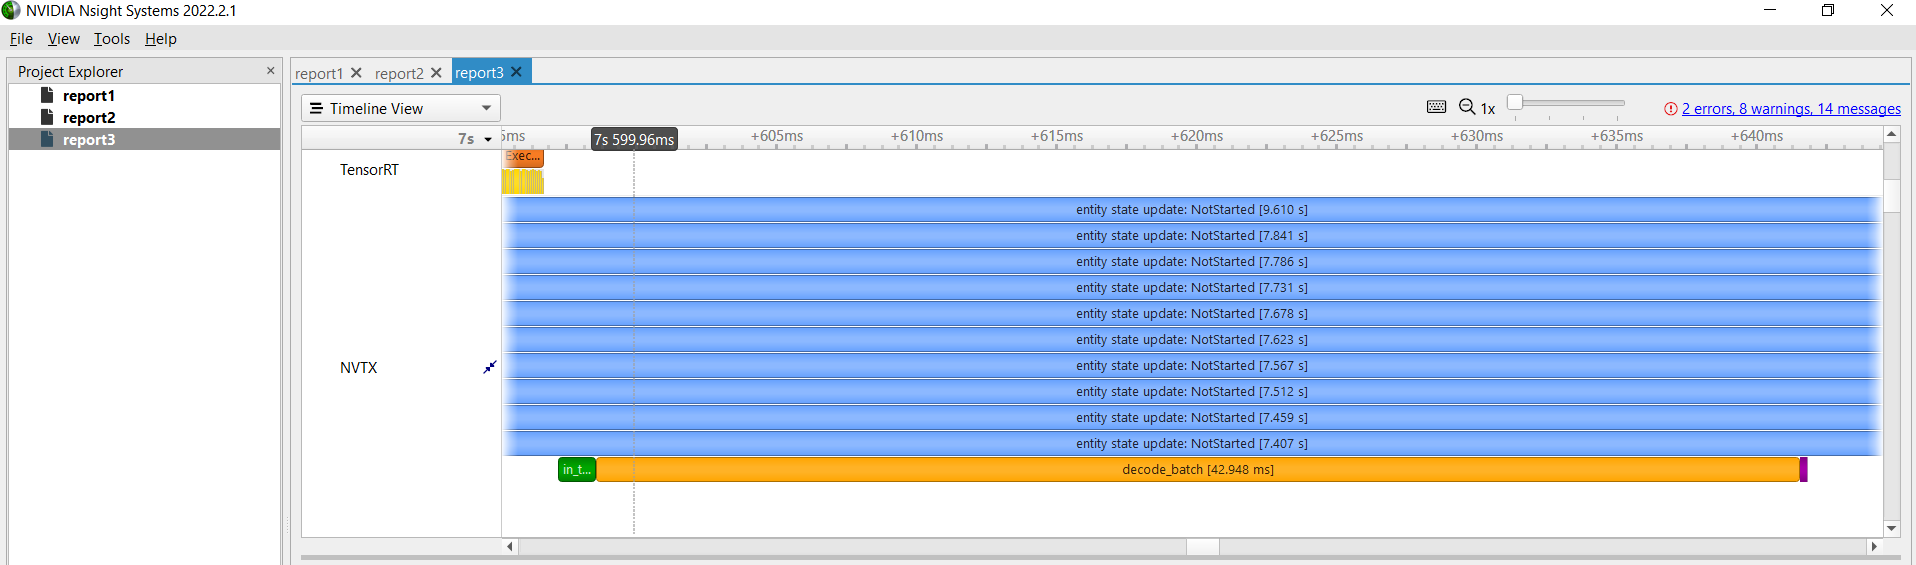 NVIDIA Nsight Systems 2022.2.1
File View Tools Help
Project Explorer
report1
report2
report3
report1 report2 report3
Timeline View
1x
2 errors, 8 warnings, 14 messages
7s
5ms
7s 599.96ms
+605ms +610ms +615ms +620ms +625ms +630ms +635ms +640ms
TensorRT
Exec...
NVTX
entity state update: NotStarted [9.610 s]
entity state update: NotStarted [7.841 s]
entity state update: NotStarted [7.786 s]
entity state update: NotStarted [7.731 s]
entity state update: NotStarted [7.678 s]
entity state update: NotStarted [7.623 s]
entity state update: NotStarted [7.567 s]
entity state update: NotStarted [7.512 s]
entity state update: NotStarted [7.459 s]
entity state update: NotStarted [7.407 s]
in_t...
decode_batch [42.948 ms]